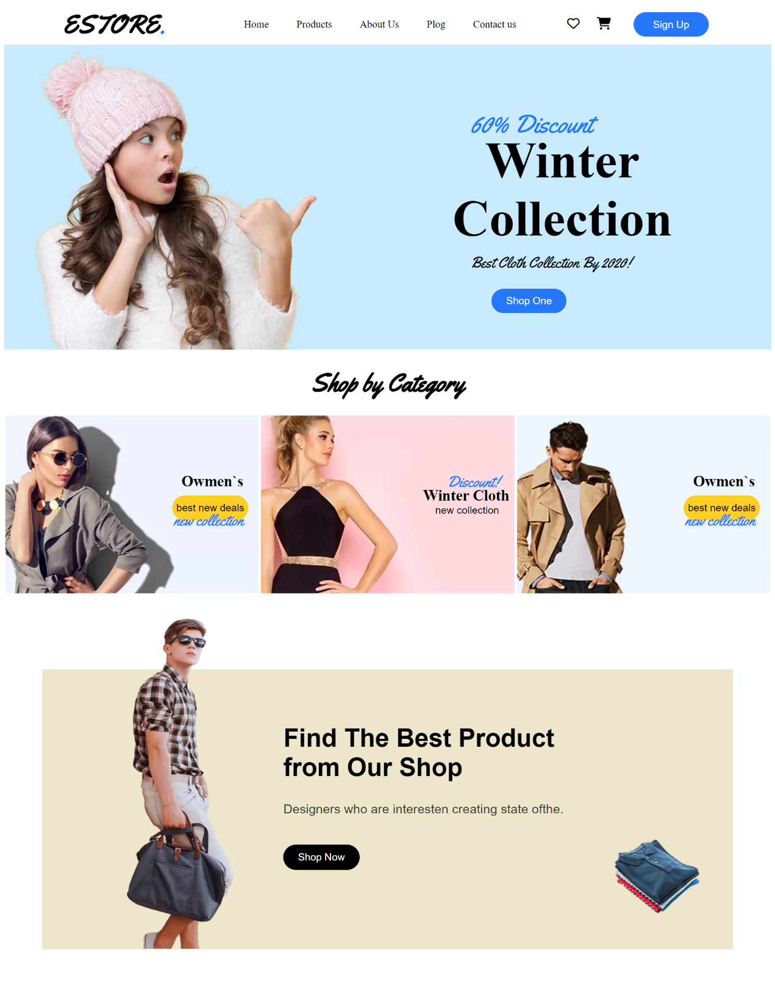 ESTORE.
Home Products About Us Plog Contact us
Sign Up
60% Discount
Winter
Collection
Best Cloth Collection By 2020!
Shop One
Shop by Category
Owmen`s
best new deals
new collection
Discount!
Winter Cloth
new collection
Owmen`s
best new deals
new collection
Find The Best Product
from Our Shop
Designers who are interesten creating state ofthe.
Shop Now